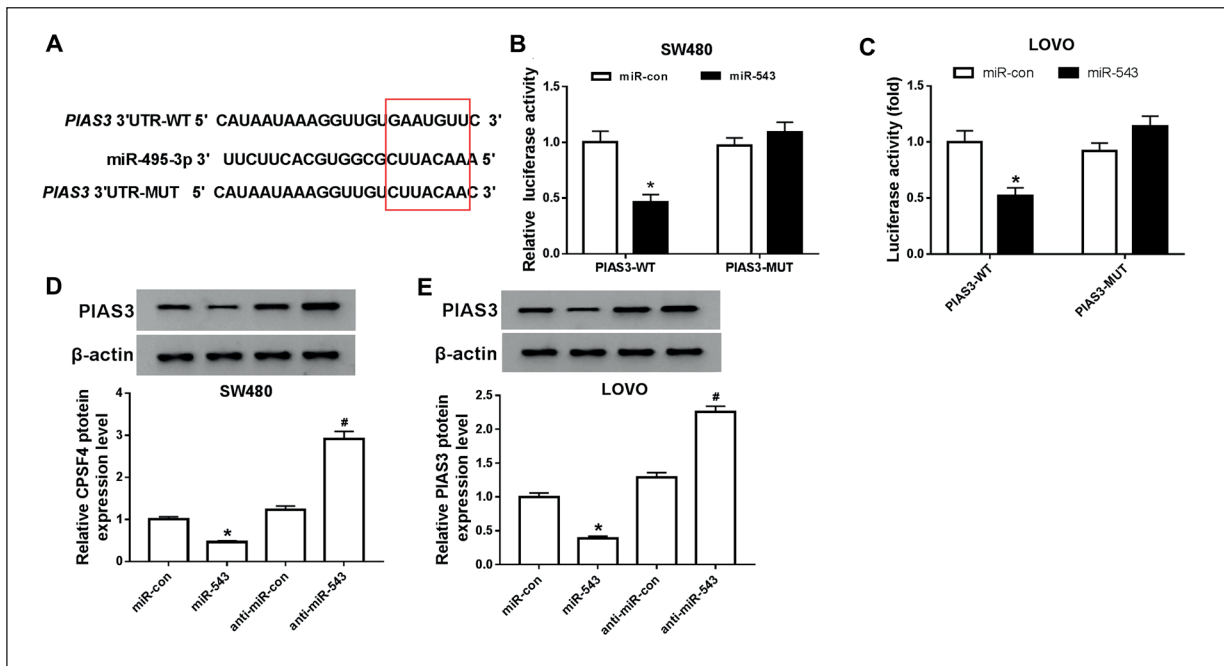 A
PIAS3 3'UTR-WT 5' CAUAAUAAAGGUUGUGAAUGUUC 3'
miR-495-3p 3' UUCUUCACGUGGCGCUUACAAA 5'
PIAS3 3'UTR-MUT 5' CAUAAUAAAGGUUGUCUUACAAC 3'
B
SW480
miR-con miR-543
Relative luciferase activity
1.5
1.0
0.5
0.0
*
PIAS3-WT PIAS3-MUT
C
LOVO
miR-con miR-543
Luciferase activity (fold)
1.5
1.0
0.5
0.0
*
PIAS3-WT PIAS3-MUT
D
PIAS3
β-actin
SW480
Relative CPSF4 ptotein
expression level
4
3
2
1
0
*
#
miR-con miR-543 anti-miR-con anti-miR-543
E
PIAS3
β-actin
LOVO
Relative PIAS3 ptotein
expression level
2.5
2.0
1.5
1.0
0.5
0.0
*
#
miR-con miR-543 anti-miR-con anti-miR-543